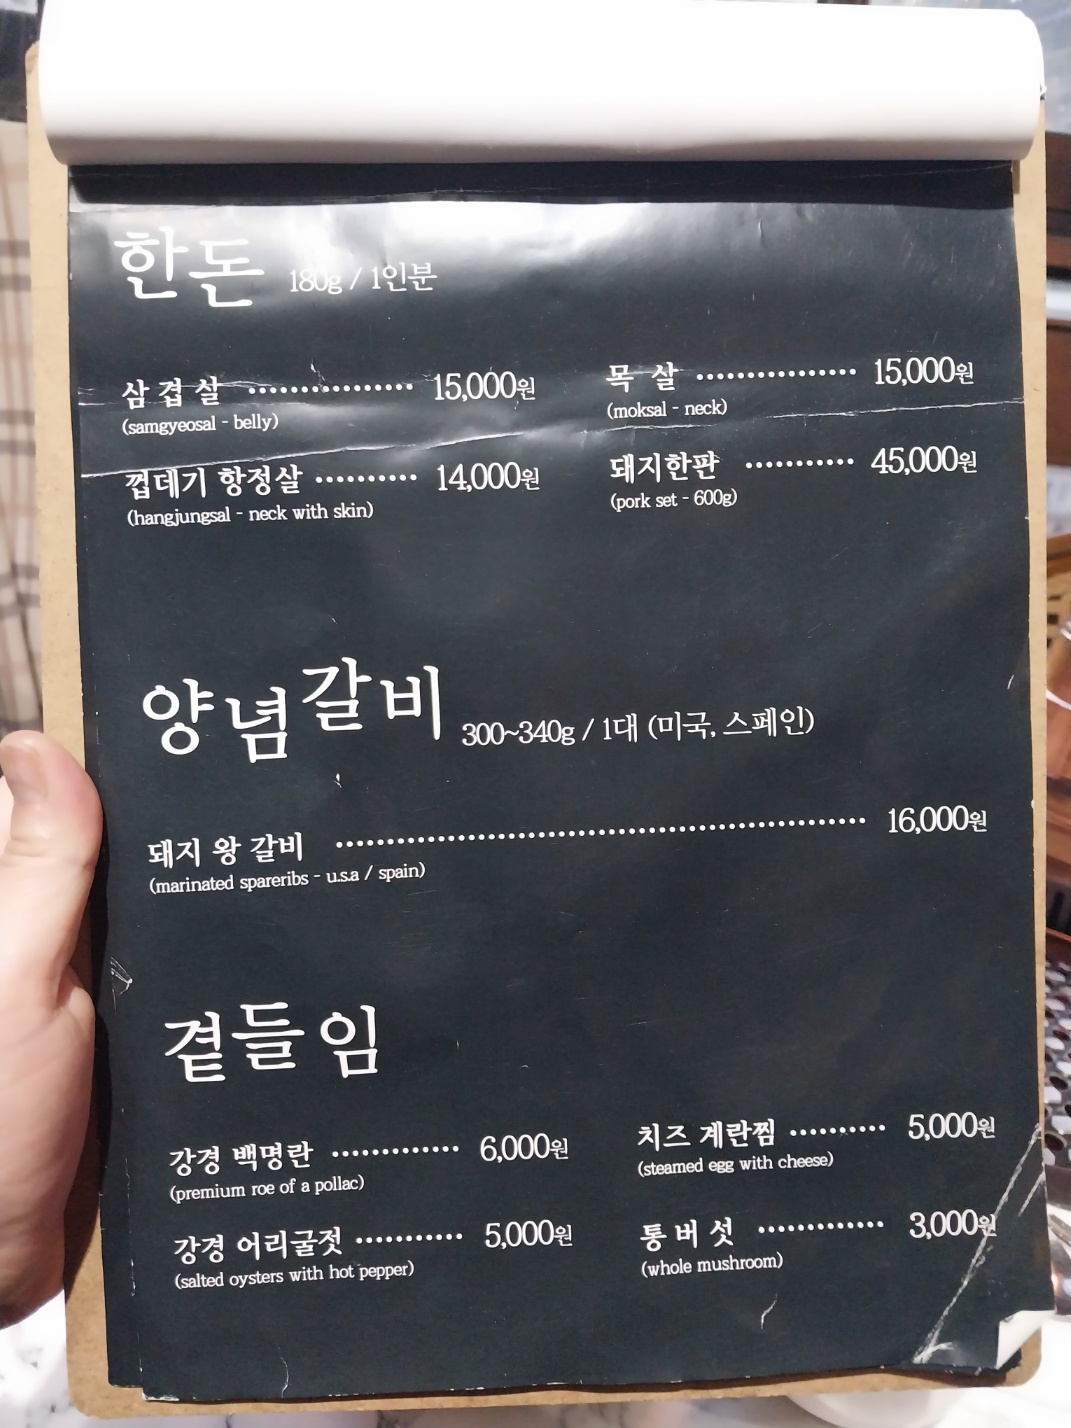 한돈 180g / 1인분
삼 겹 살 ················ 15,000원
(samgyeosal - belly)
목 살 ················ 15,000원
(moksal - neck)
껍데기 항정살 ·········· 14,000원
(hangjungsal - neck with skin)
돼지한판 ··········· 45,000원
(pork set - 600g)
양념갈비 300~340g / 1대 (미국, 스페인)
돼지 왕 갈비 ·················································· 16,000원
(marinated spareribs - u.s.a / spain)
곁들임
강경 백명란 ············· 6,000원
(premium roe of a pollac)
치즈 계란찜 ·········· 5,000원
(steamed egg with cheese)
강경 어리굴젓 ··········· 5,000원
(salted oysters with hot pepper)
통 버 섯 ············· 3,000원
(whole mushroom)